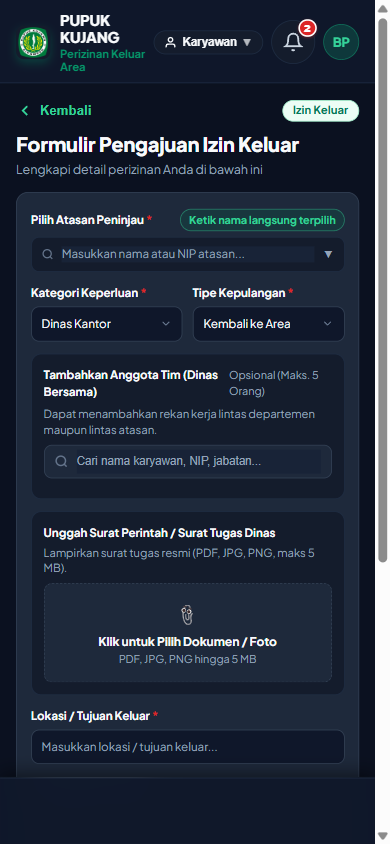 PUPUK
KUJANG
Perizinan Keluar
Area
Karyawan ▼
2
BP
Kembali
Izin Keluar
Formulir Pengajuan Izin Keluar
Lengkapi detail perizinan Anda di bawah ini
Pilih Atasan Peninjau *
Ketik nama langsung terpilih
Masukkan nama atau NIP atasan... ▼
Kategori Keperluan *
Tipe Kepulangan *
Dinas Kantor
Kembali ke Area
Tambahkan Anggota Tim (Dinas
Bersama)
Opsional (Maks. 5
Orang)
Dapat menambahkan rekan kerja lintas departemen
maupun lintas atasan.
Cari nama karyawan, NIP, jabatan...
Unggah Surat Perintah / Surat Tugas Dinas
Lampirkan surat tugas resmi (PDF, JPG, PNG, maks 5
MB).
Klik untuk Pilih Dokumen / Foto
PDF, JPG, PNG hingga 5 MB
Lokasi / Tujuan Keluar *
Masukkan lokasi / tujuan keluar...